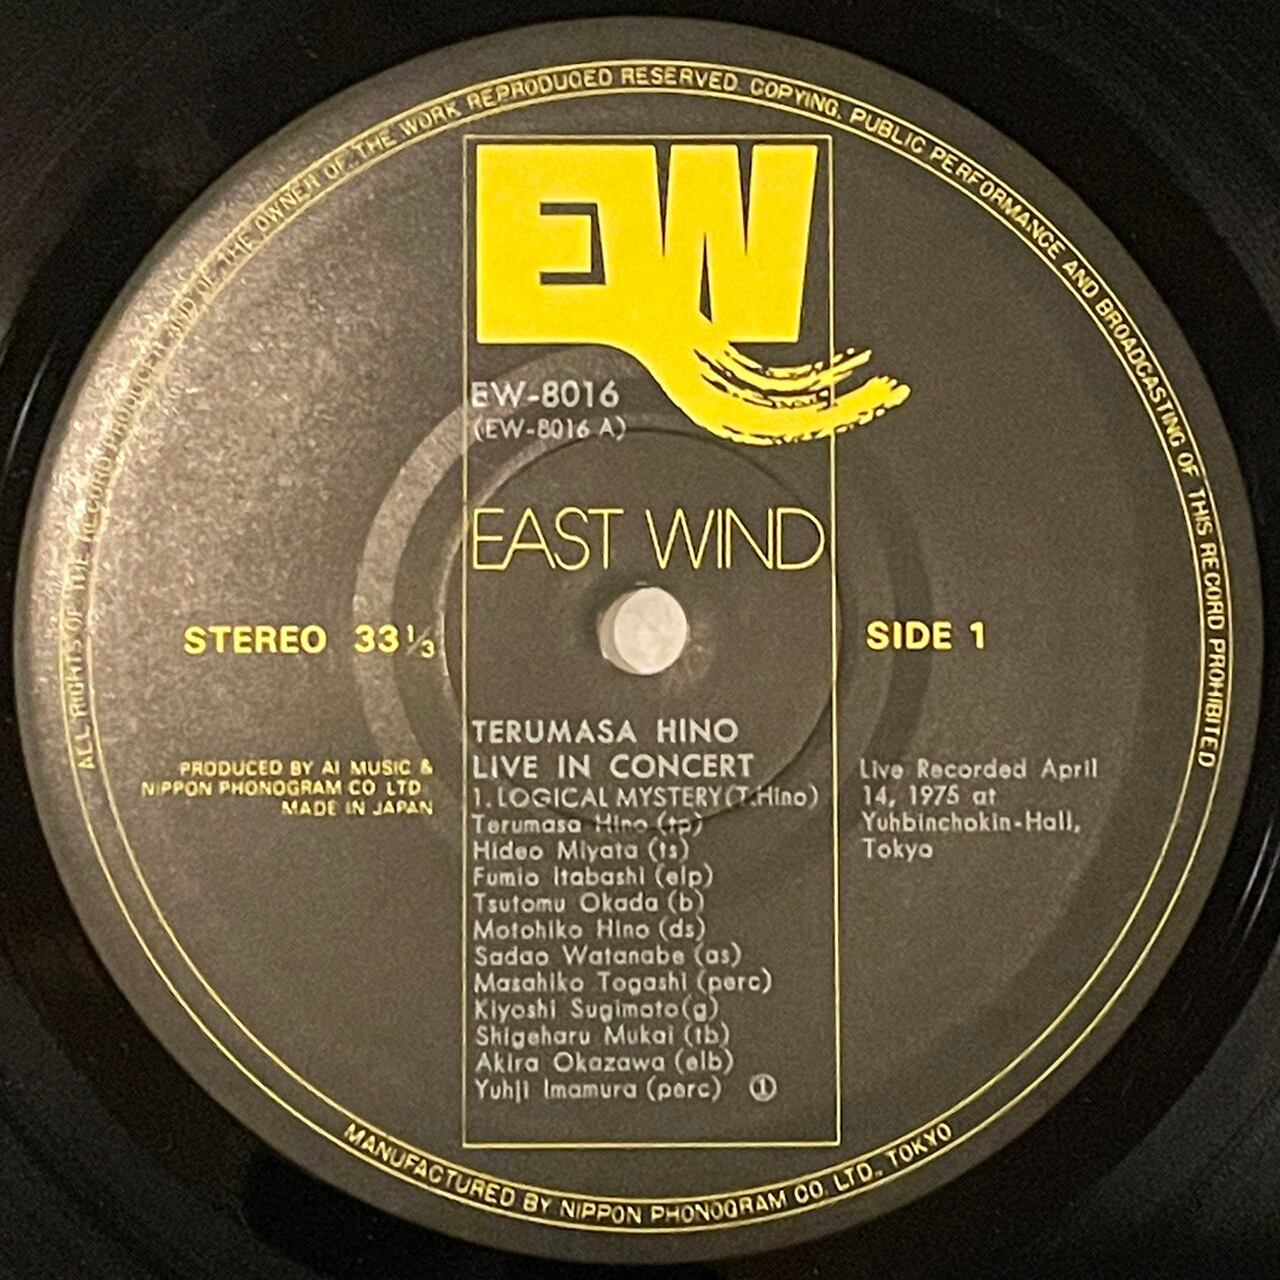 ALL RIGHTS OF THE RECORD PRODUCER AND OF THE OWNER OF THE WORK REPRODUCED RESERVED COPYING, PUBLIC PERFORMANCE AND BROADCASTING OF THIS RECORD PROHIBITED
EW
EW-8016
(EW-8016 A)
EAST WIND
STEREO 33 1/3
SIDE 1
TERUMASA HINO
LIVE IN CONCERT
1. LOGICAL MYSTERY (T.Hino)
Terumasa Hino (tp)
Hideo Miyata (ts)
Fumio Itabashi (elp)
Tsutomu Okada (b)
Motohiko Hino (ds)
Sadao Watanabe (as)
Masahiko Togashi (perc)
Kiyoshi Sugimoto (g)
Shigeharu Mukai (tb)
Akira Okazawa (elb)
Yuhji Imamura (perc) ①
PRODUCED BY AI MUSIC &
NIPPON PHONOGRAM CO LTD
MADE IN JAPAN
Live Recorded April
14, 1975 at
Yuhbinchokin-Hall,
Tokyo
MANUFACTURED BY NIPPON PHONOGRAM CO. LTD., TOKYO